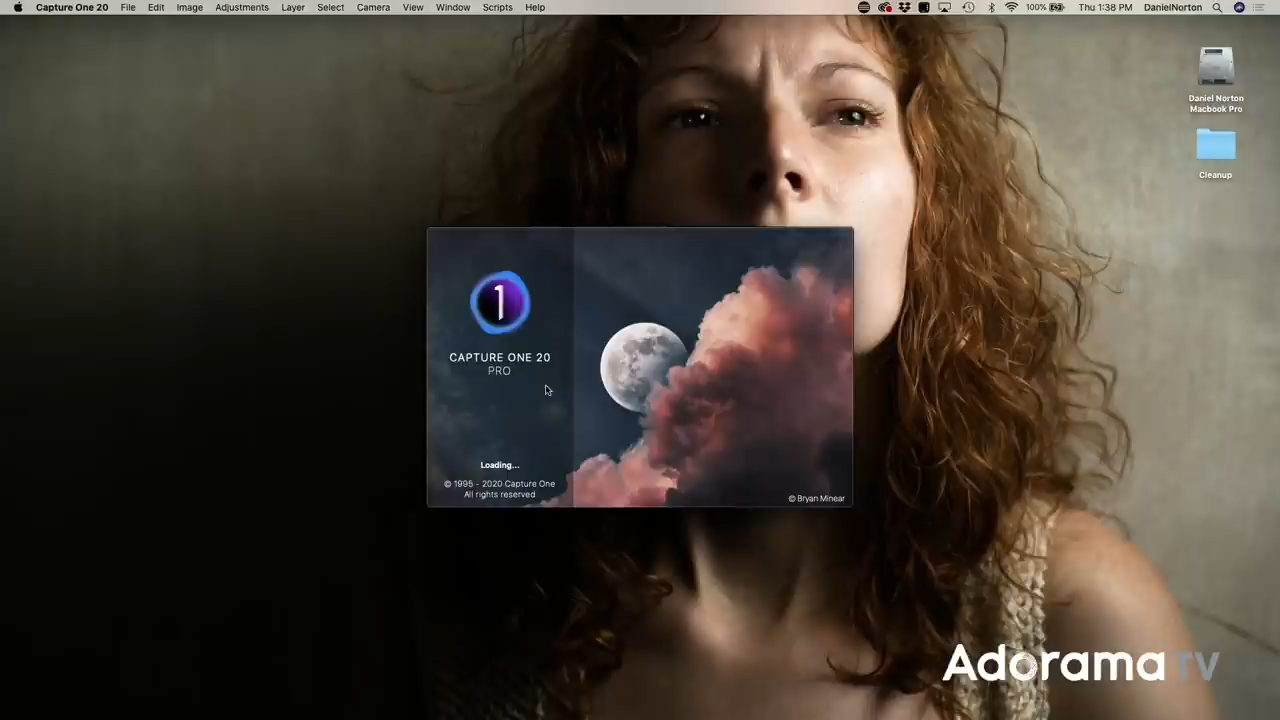 Capture One 20 File Edit Image Adjustments Layer Select Camera View Window Scripts Help 100% Thu 1:38 PM DanielNorton
Daniel Norton
Macbook Pro
Cleanup
1
CAPTURE ONE 20
PRO
Loading...
© 1995 - 2020 Capture One
All rights reserved
© Bryan Minear
Adorama TV